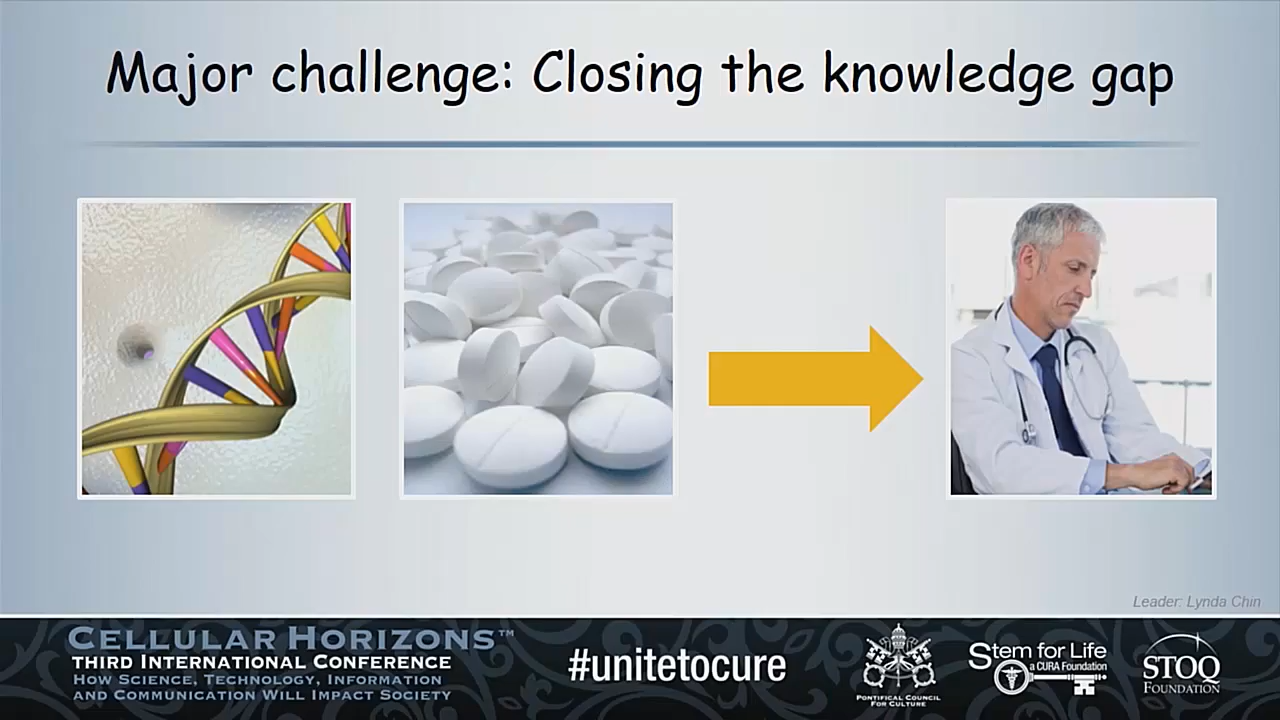 Major challenge: Closing the knowledge gap
Leader: Lynda Chin
CELLULAR HORIZONS™
THIRD INTERNATIONAL CONFERENCE
HOW SCIENCE, TECHNOLOGY, INFORMATION
AND COMMUNICATION WILL IMPACT SOCIETY
#unitetocure
PONTIFICAL COUNCIL
FOR CULTURE
Stem for Life
a CURA Foundation
STOQ
FOUNDATION